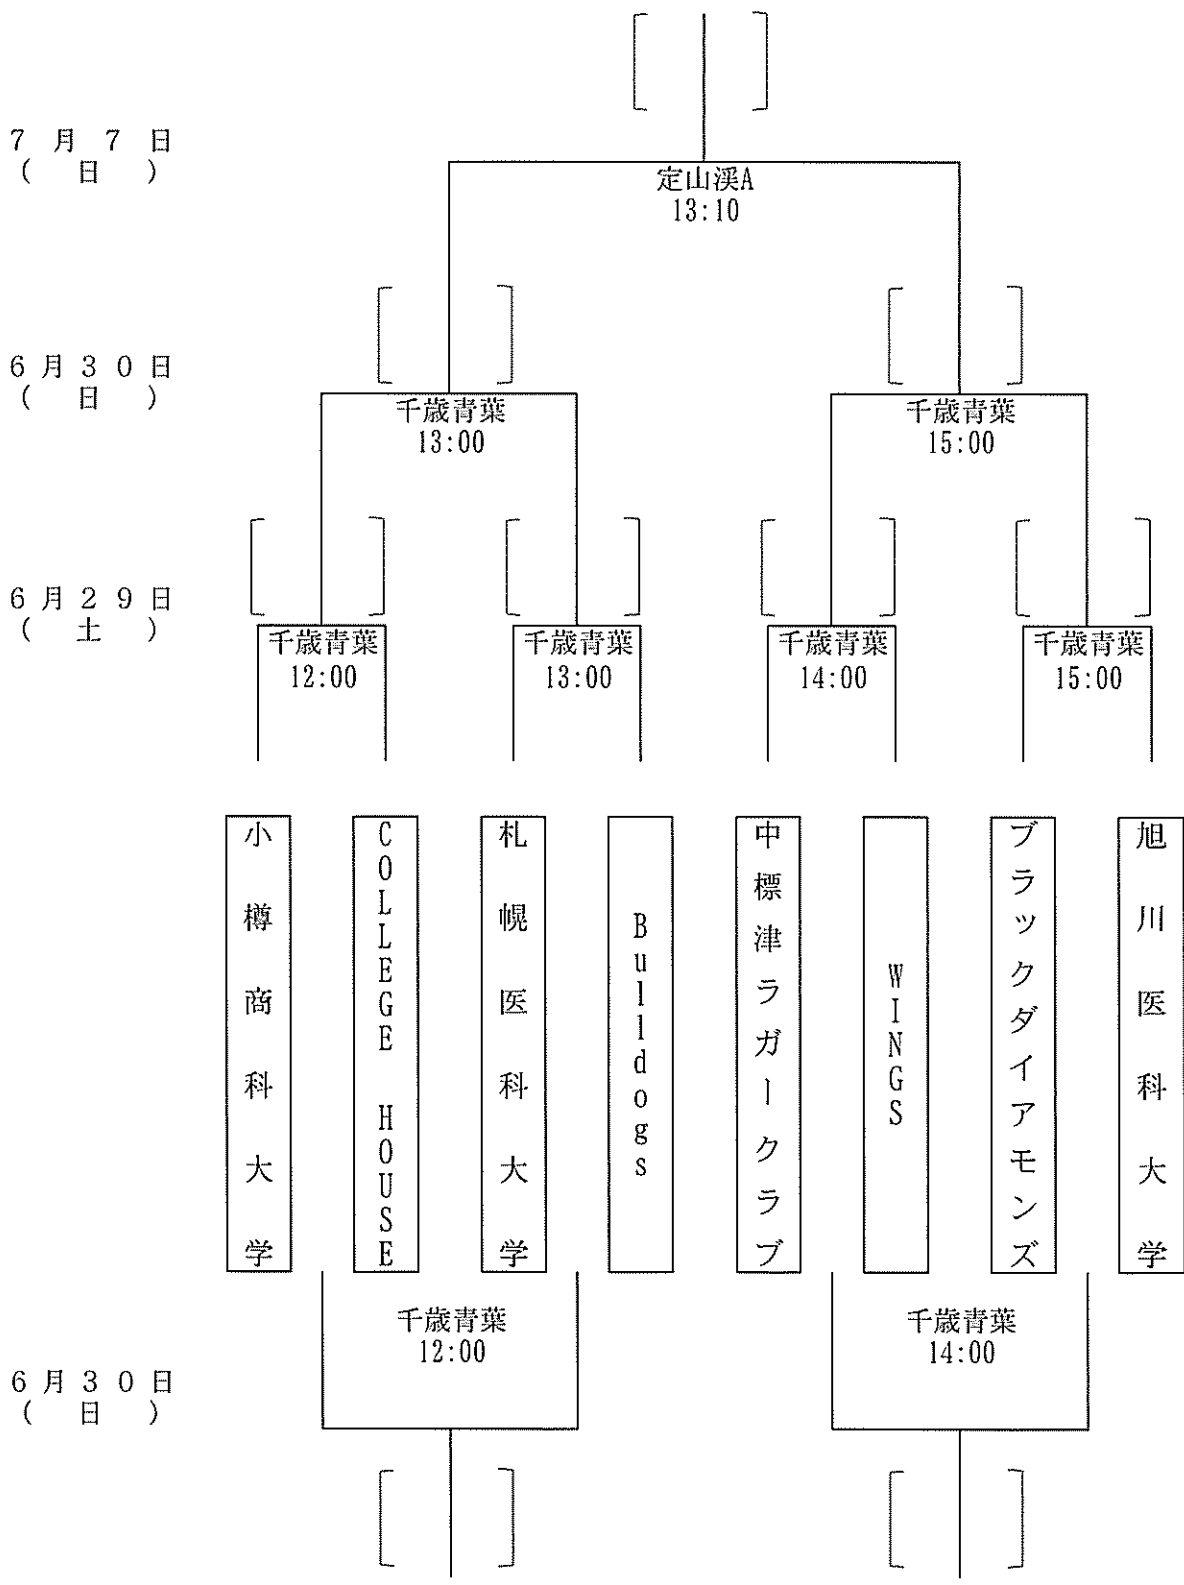 ７月７日
（日）
定山渓A
13:10
６月３０日
（日）
千歳青葉
13:00
千歳青葉
15:00
６月２９日
（土）
千歳青葉
12:00
千歳青葉
13:00
千歳青葉
14:00
千歳青葉
15:00
小樽商科大学
COLLEGE HOUSE
札幌医科大学
Bulldogs
中標津ラガークラブ
WINGS
ブラックダイアモンズ
旭川医科大学
千歳青葉
12:00
千歳青葉
14:00
６月３０日
（日）